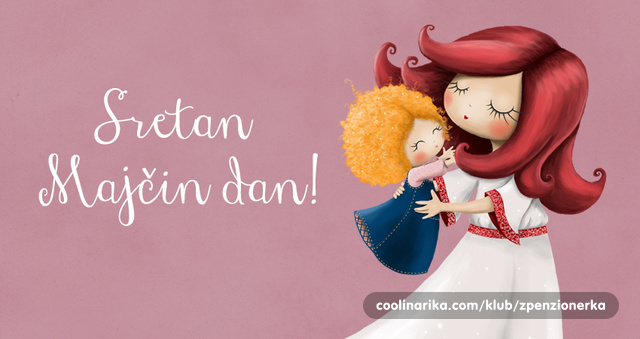 Sretan
Majčin dan!
coolinarika.com/klub/zpenzionerka